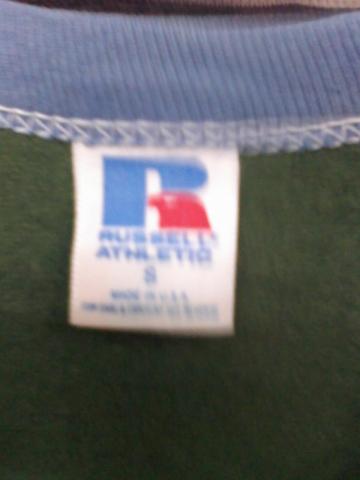 R
RUSSELL
ATHLETIC
S
MADE IN U.S.A.